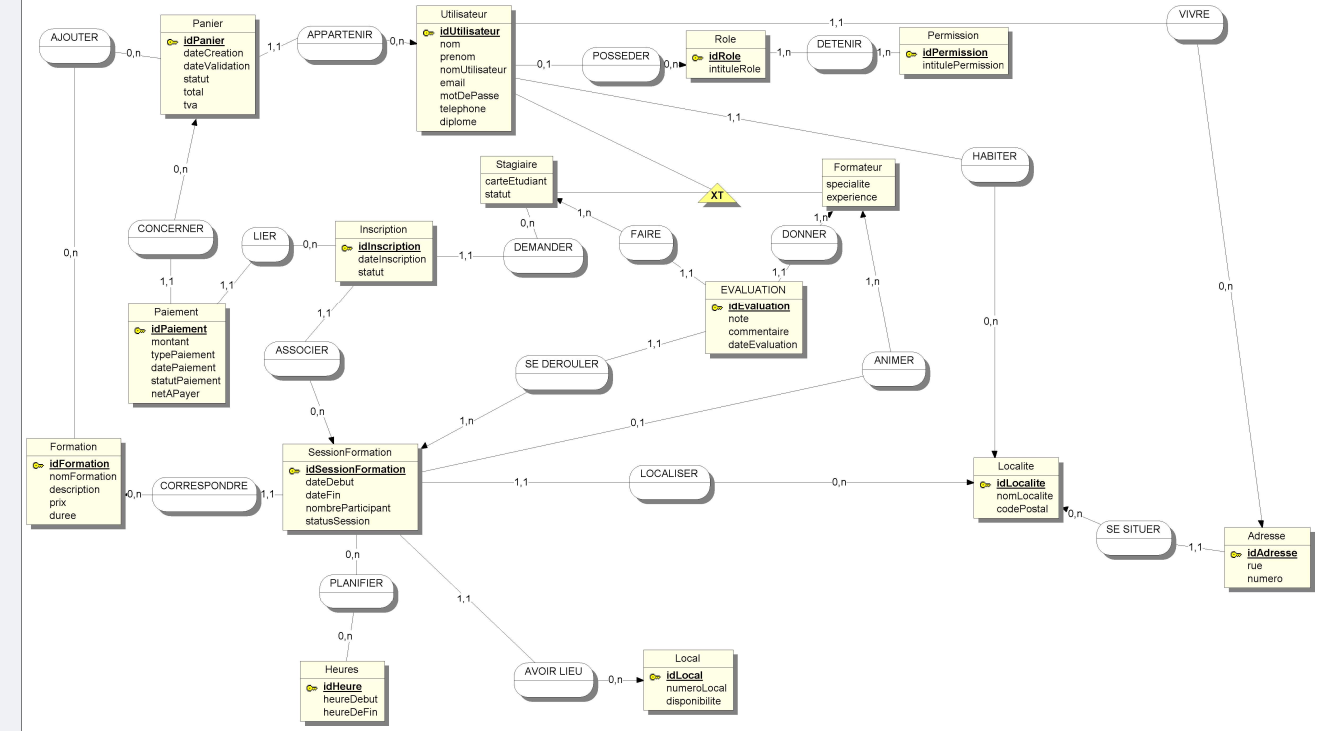 AJOUTER
0,n
Panier
idPanier
dateCreation
dateValidation
statut
total
tva
1,1
APPARTENIR
0,n
Utilisateur
idUtilisateur
nom
prenom
nomUtilisateur
email
motDePasse
telephone
diplome
1,1
VIVRE
0,1
POSSEDER
0,n
Role
idRole
intituleRole
1,n
DETENIR
1,n
Permission
idPermission
intitulePermission
1,1
HABITER
0,n
CONCERNER
1,1
LIER
0,n
1,1
Inscription
idInscription
dateInscription
statut
1,1
DEMANDER
0,n
Stagiaire
carteEtudiant
statut
XT
Formateur
specialite
experience
1,n
FAIRE
1,1
1,n
DONNER
1,1
EVALUATION
idEvaluation
note
commentaire
dateEvaluation
1,n
0,n
0,n
0,n
Paiement
idPaiement
montant
typePaiement
datePaiement
statutPaiement
netAPayer
1,1
ASSOCIER
0,n
1,1
SE DEROULER
1,n
ANIMER
0,1
Formation
idFormation
nomFormation
description
prix
duree
0,n
CORRESPONDRE
1,1
SessionFormation
idSessionFormation
dateDebut
dateFin
nombreParticipant
statusSession
1,1
LOCALISER
0,n
Localite
idLocalite
nomLocalite
codePostal
0,n
SE SITUER
1,1
Adresse
idAdresse
rue
numero
0,n
PLANIFIER
0,n
Heures
idHeure
heureDebut
heureDeFin
1,1
AVOIR LIEU
0,n
Local
idLocal
numeroLocal
disponibilite